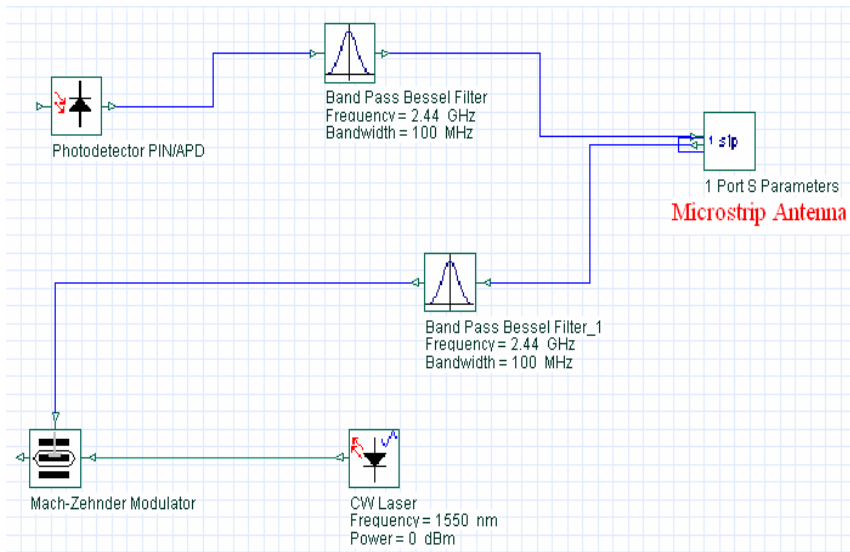 Band Pass Bessel Filter
Frequency = 2.44 GHz
Bandwidth = 100 MHz
Photodetector PIN/APD
1 s1p
1 Port S Parameters
Microstrip Antenna
Band Pass Bessel Filter_1
Frequency = 2.44 GHz
Bandwidth = 100 MHz
Mach-Zehnder Modulator
CW Laser
Frequency = 1550 nm
Power = 0 dBm